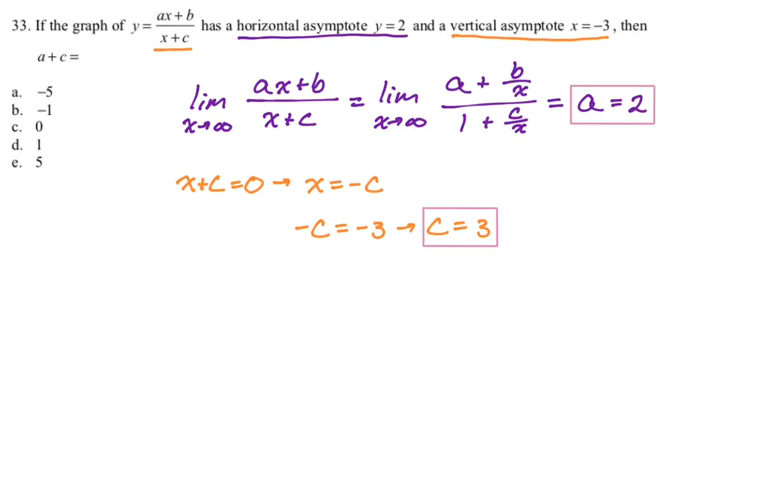 33. If the graph of y = (ax+b)/(x+c) has a horizontal asymptote y = 2 and a vertical asymptote x = −3, then
a + c =
a. −5
b. −1
c. 0
d. 1
e. 5
lim x→∞ (ax+b)/(x+c) = lim x→∞ (a + b/x)/(1 + c/x) = a = 2
x+c=0 → x=-c
-c = -3 → c = 3